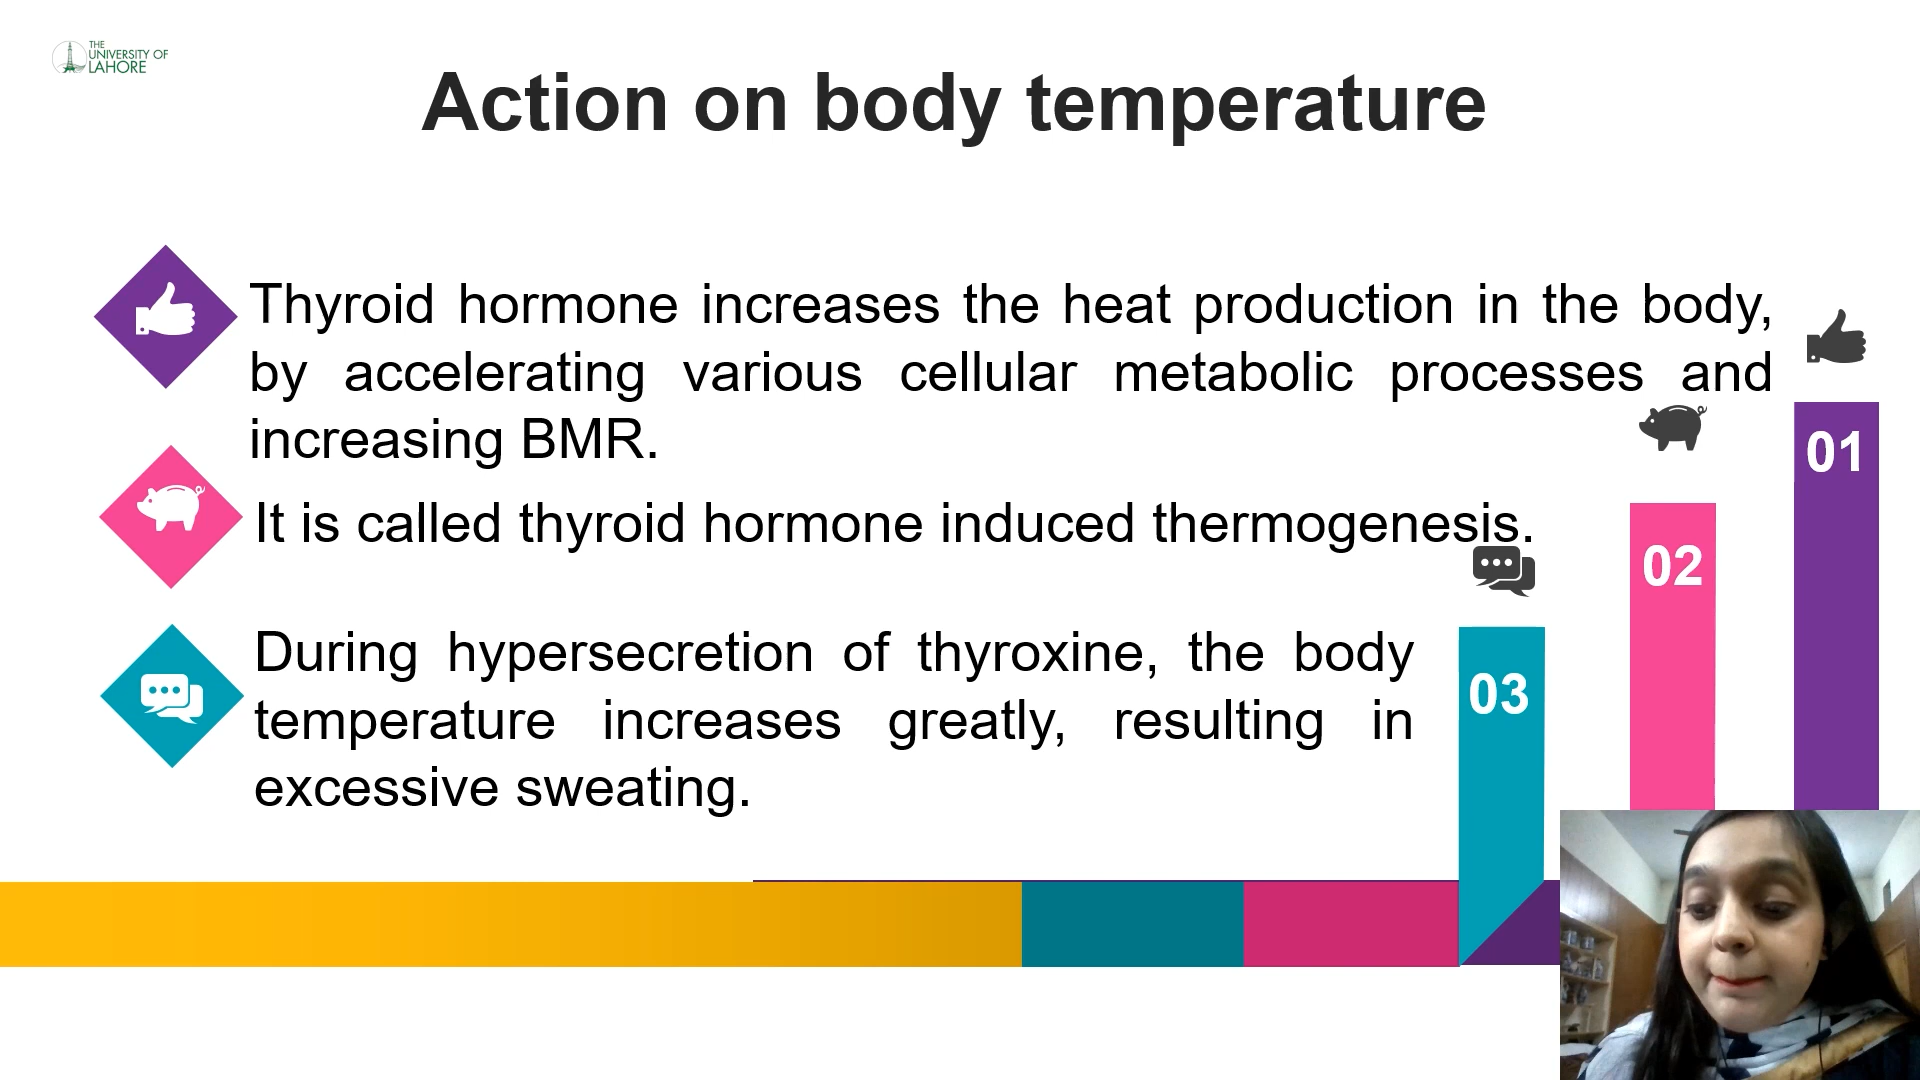 THE
UNIVERSITY OF
LAHORE
Action on body temperature
Thyroid hormone increases the heat production in the body,
by accelerating various cellular metabolic processes and
increasing BMR.
It is called thyroid hormone induced thermogenesis.
During hypersecretion of thyroxine, the body
temperature increases greatly, resulting in
excessive sweating.
01
02
03